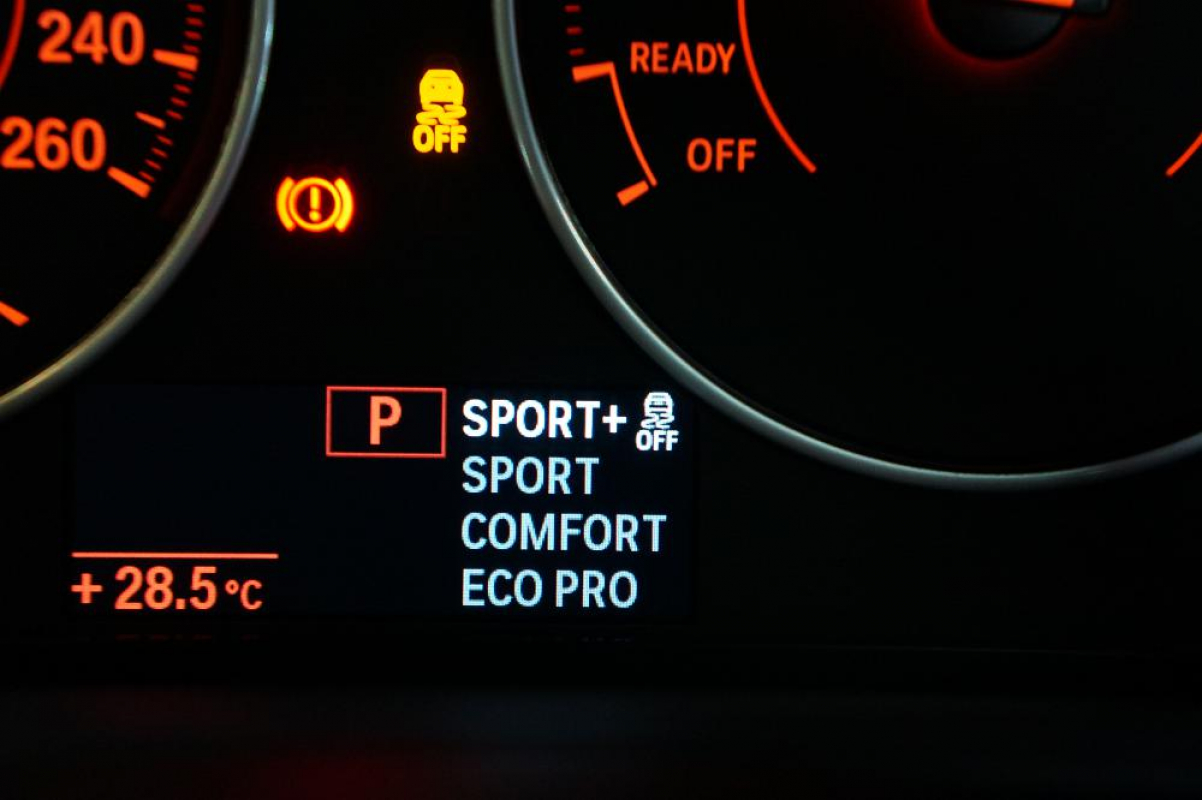 240
260
OFF
!
READY
OFF
P
SPORT+ OFF
SPORT
COMFORT
ECO PRO
+ 28.5 °C